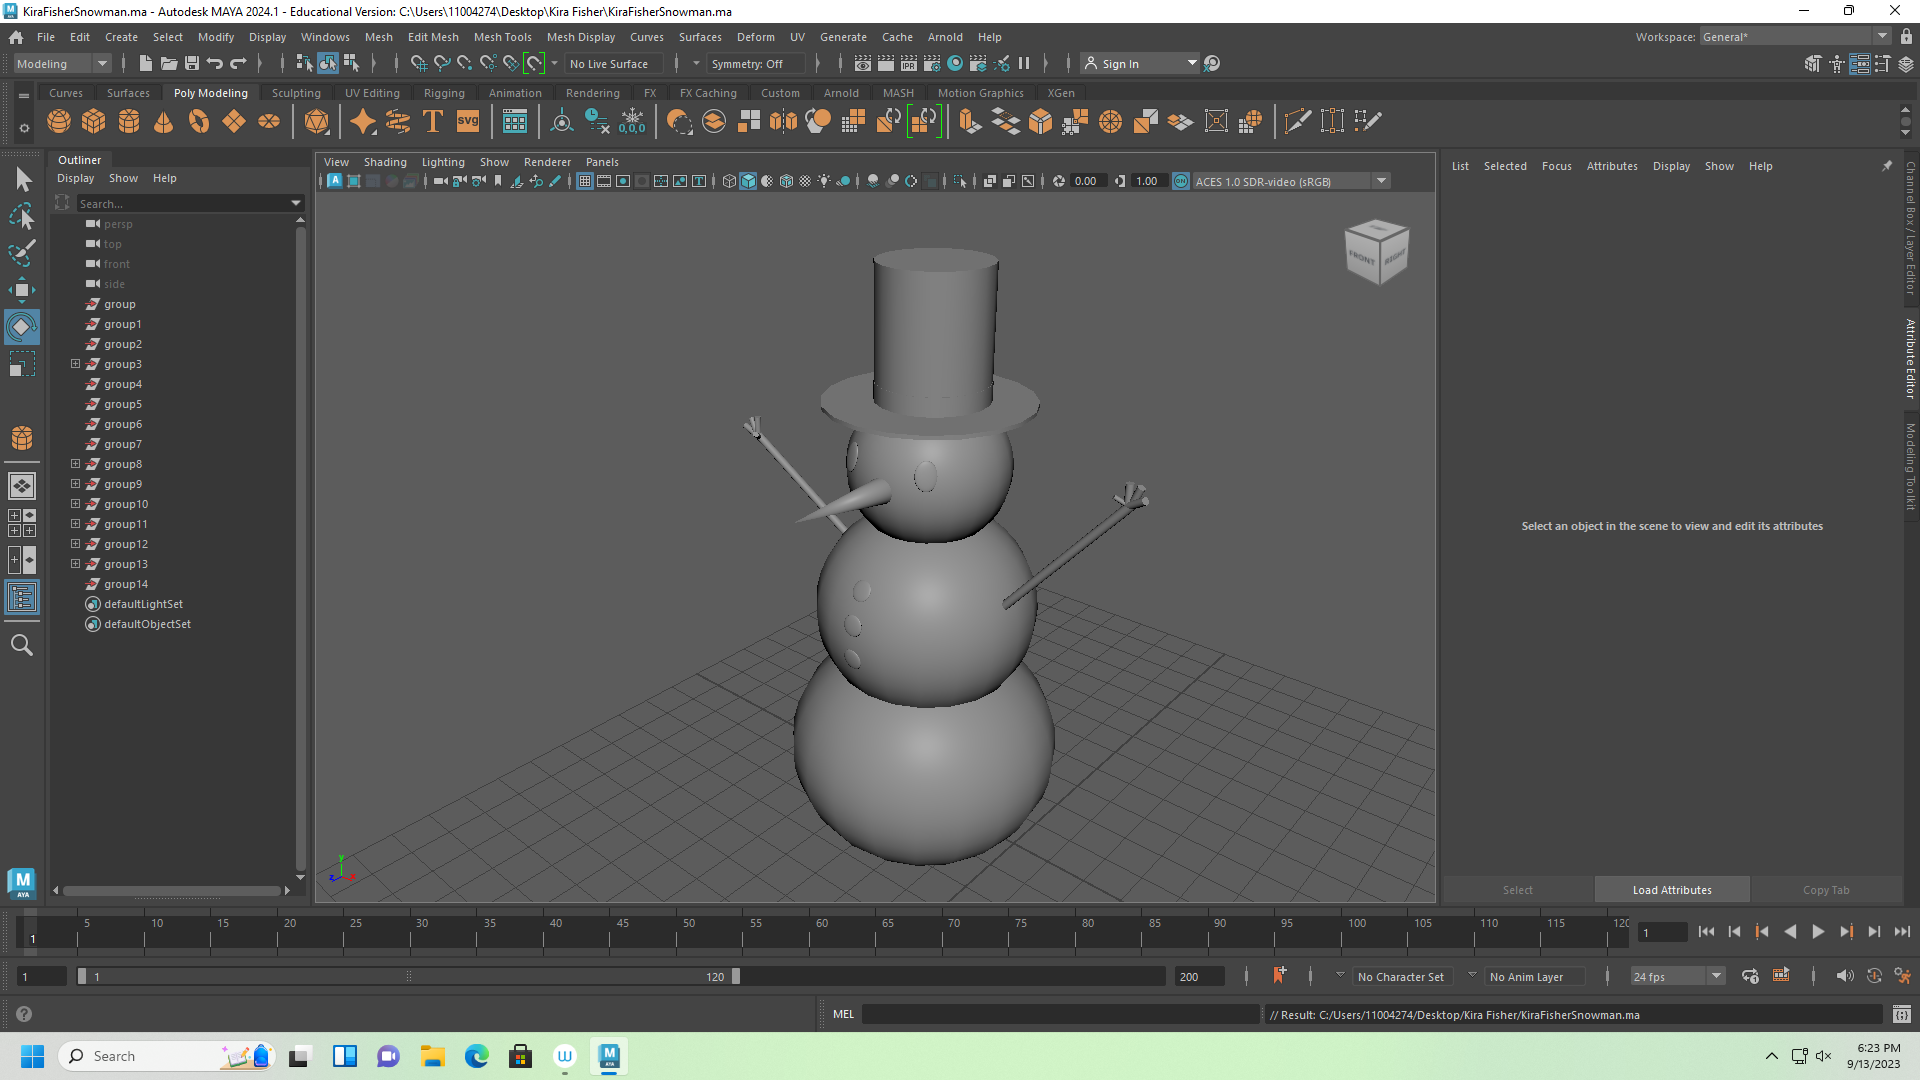 KiraFisherSnowman.ma - Autodesk MAYA 2024.1 - Educational Version: C:\Users\11004274\Desktop\Kira Fisher\KiraFisherSnowman.ma
File Edit Create Select Modify Display Windows Mesh Edit Mesh Mesh Tools Mesh Display Curves Surfaces Deform UV Generate Cache Arnold Help
Workspace: General*
Modeling No Live Surface Symmetry: Off IPR Sign In
Curves Surfaces Poly Modeling Sculpting UV Editing Rigging Animation Rendering FX FX Caching Custom Arnold MASH Motion Graphics XGen
T svg 0,0,0
Outliner
Display Show Help
Search...
persp
top
front
side
group
group1
group2
group3
group4
group5
group6
group7
group8
group9
group10
group11
group12
group13
group14
defaultLightSet
defaultObjectSet
View Shading Lighting Show Renderer Panels
0.00 1.00 ON ACES 1.0 SDR-video (sRGB)
FRONT RIGHT
y
z x
List Selected Focus Attributes Display Show Help
Select an object in the scene to view and edit its attributes
Select Load Attributes Copy Tab
Channel Box / Layer Editor
Attribute Editor
Modeling Toolkit
M
AYA
5 10 15 20 25 30 35 40 45 50 55 60 65 70 75 80 85 90 95 100 105 110 115 120
1 1
1 1 120 200 No Character Set No Anim Layer 24 fps
MEL // Result: C:/Users/11004274/Desktop/Kira Fisher/KiraFisherSnowman.ma
Search
6:23 PM
9/13/2023